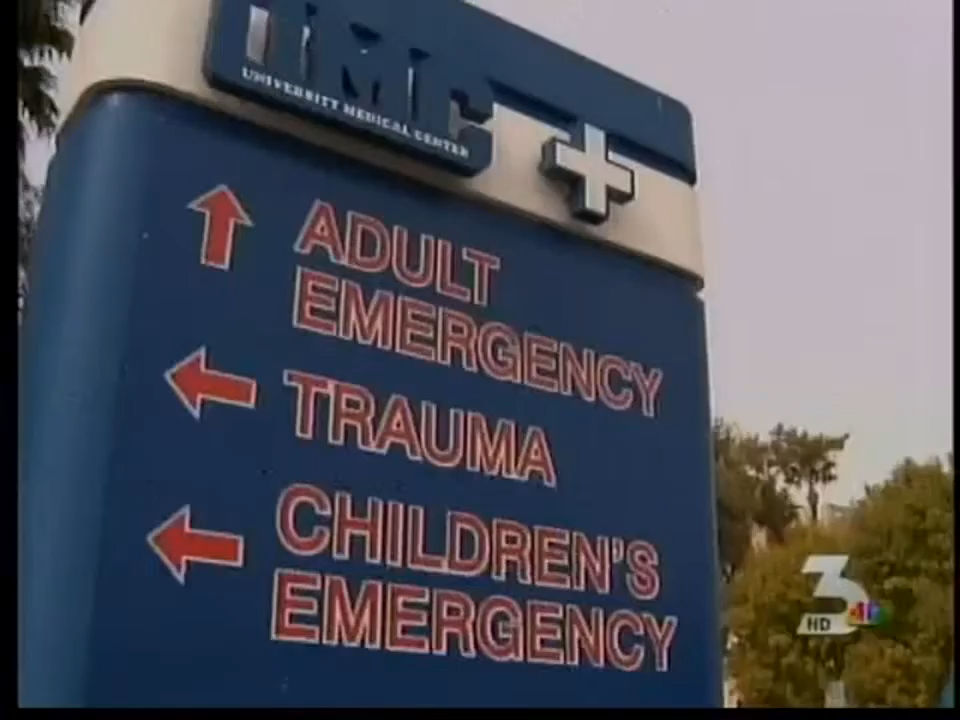 UMC
UNIVERSITY MEDICAL CENTER
ADULT
EMERGENCY
TRAUMA
CHILDREN'S
EMERGENCY
3
HD